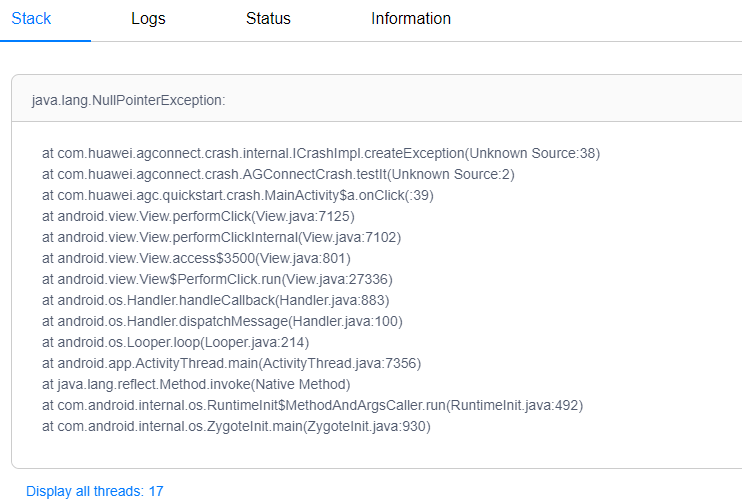 Stack Logs Status Information
java.lang.NullPointerException:
at com.huawei.agconnect.crash.internal.ICrashImpl.createException(Unknown Source:38)
at com.huawei.agconnect.crash.AGConnectCrash.testIt(Unknown Source:2)
at com.huawei.agc.quickstart.crash.MainActivity$a.onClick(:39)
at android.view.View.performClick(View.java:7125)
at android.view.View.performClickInternal(View.java:7102)
at android.view.View.access$3500(View.java:801)
at android.view.View$PerformClick.run(View.java:27336)
at android.os.Handler.handleCallback(Handler.java:883)
at android.os.Handler.dispatchMessage(Handler.java:100)
at android.os.Looper.loop(Looper.java:214)
at android.app.ActivityThread.main(ActivityThread.java:7356)
at java.lang.reflect.Method.invoke(Native Method)
at com.android.internal.os.RuntimeInit$MethodAndArgsCaller.run(RuntimeInit.java:492)
at com.android.internal.os.ZygoteInit.main(ZygoteInit.java:930)
Display all threads: 17